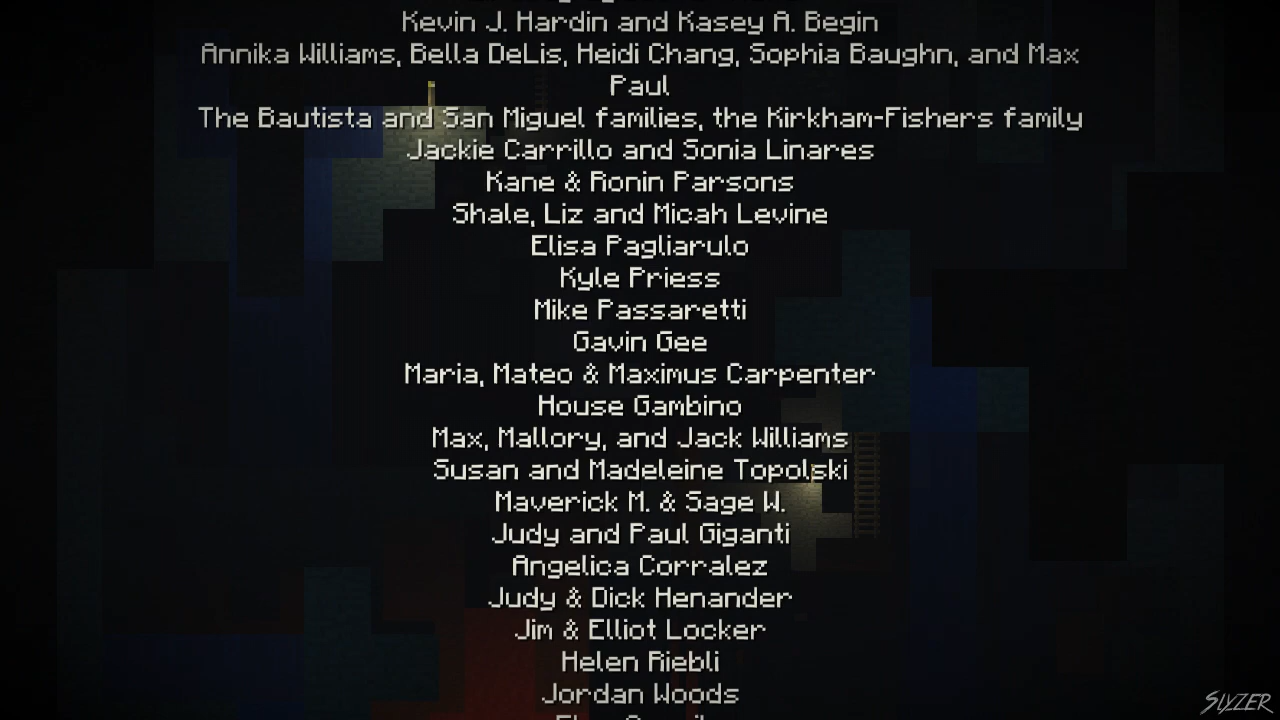 Kevin J. Hardin and Kasey A. Begin
Annika Williams, Bella DeLis, Heidi Chang, Sophia Baughn, and Max
Paul
The Bautista and San Miguel families, the Kirkham-Fishers family
Jackie Carrillo and Sonia Linares
Kane & Ronin Parsons
Shale, Liz and Micah Levine
Elisa Pagliarulo
Kyle Priess
Mike Passaretti
Gavin Gee
Maria, Mateo & Maximus Carpenter
House Gambino
Max, Mallory, and Jack Williams
Susan and Madeleine Topolski
Maverick M. & Sage W.
Judy and Paul Giganti
Angelica Corralez
Judy & Dick Henander
Jim & Elliot Locker
Helen Riebli
Jordan Woods
SLYZER